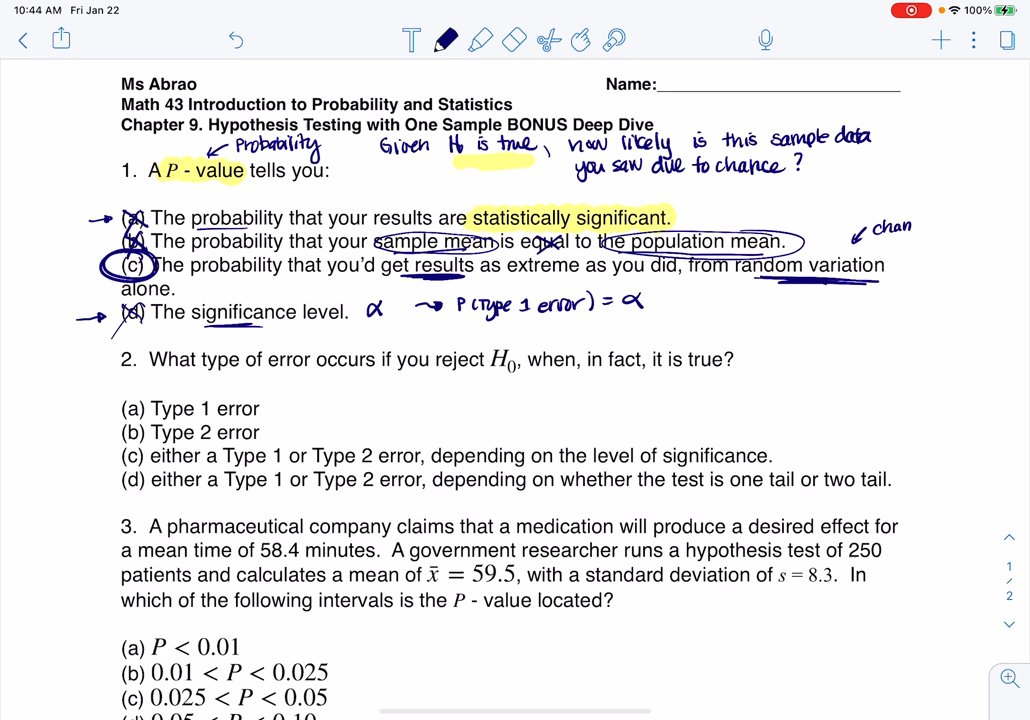 10:44 AM Fri Jan 22
100%
Ms Abrao
Name:
Math 43 Introduction to Probability and Statistics
Chapter 9. Hypothesis Testing with One Sample BONUS Deep Dive
Probability Given H₀ is true, how likely is this sample data
you saw due to chance?
1. A P - value tells you:
(a) The probability that your results are statistically significant.
chan
(b) The probability that your sample mean is equal to the population mean.
(c) The probability that you'd get results as extreme as you did, from random variation
alone.
(d) The significance level. α P(Type 1 error) = α
2. What type of error occurs if you reject H₀, when, in fact, it is true?
(a) Type 1 error
(b) Type 2 error
(c) either a Type 1 or Type 2 error, depending on the level of significance.
(d) either a Type 1 or Type 2 error, depending on whether the test is one tail or two tail.
3. A pharmaceutical company claims that a medication will produce a desired effect for
a mean time of 58.4 minutes. A government researcher runs a hypothesis test of 250
patients and calculates a mean of x̄ = 59.5, with a standard deviation of s = 8.3. In
which of the following intervals is the P - value located?
(a) P < 0.01
(b) 0.01 < P < 0.025
(c) 0.025 < P < 0.05
(d) 0.05 < P < 0.10
1
/
2